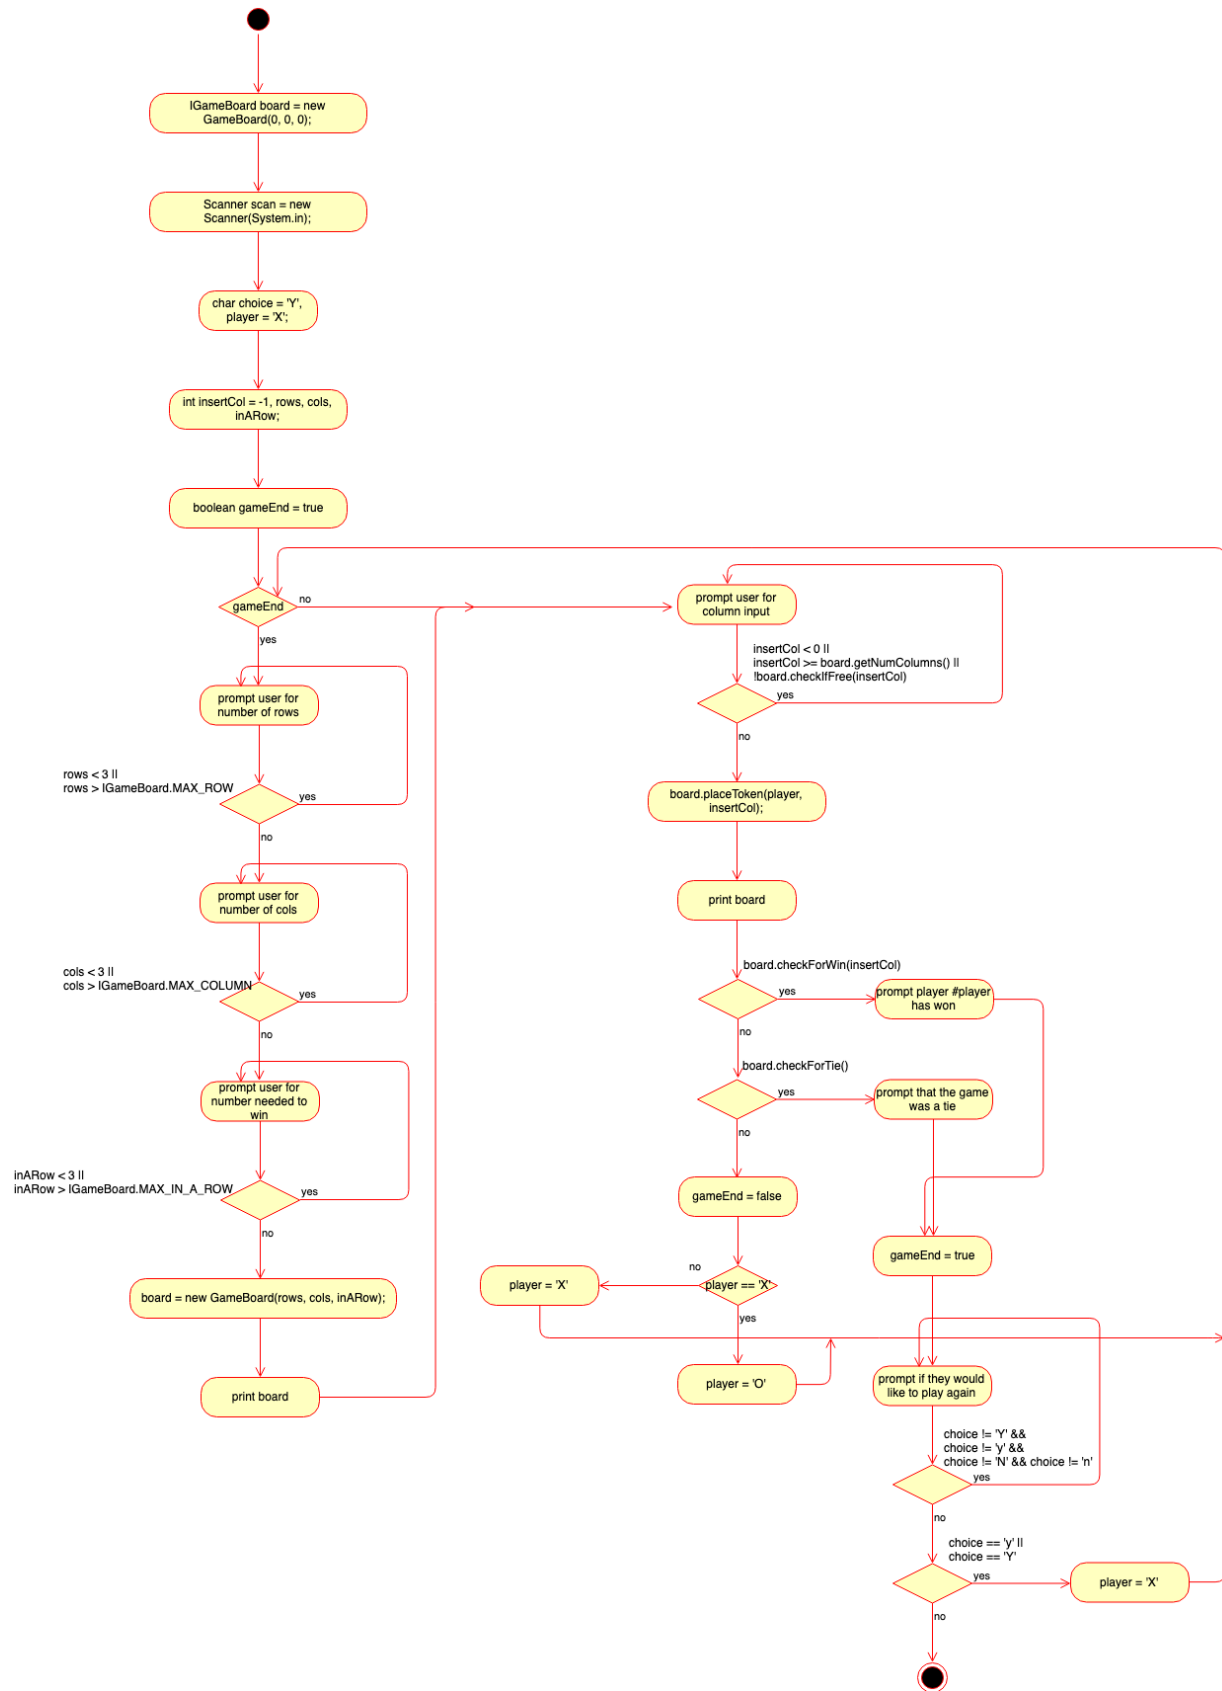 IGameBoard board = new
GameBoard(0, 0, 0);
Scanner scan = new
Scanner(System.in);
char choice = 'Y',
player = 'X';
int insertCol = -1, rows, cols,
inARow;
boolean gameEnd = true
gameEnd
no
yes
prompt user for
number of rows
rows < 3 ||
rows > IGameBoard.MAX_ROW
yes
no
prompt user for
number of cols
cols < 3 ||
cols > IGameBoard.MAX_COLUMN
yes
no
prompt user for
number needed to
win
inARow < 3 ||
inARow > IGameBoard.MAX_IN_A_ROW
yes
no
board = new GameBoard(rows, cols, inARow);
print board
prompt user for
column input
insertCol < 0 ||
insertCol >= board.getNumColumns() ||
!board.checkIfFree(insertCol)
yes
no
board.placeToken(player,
insertCol);
print board
board.checkForWin(insertCol)
yes
prompt player #player
has won
no
board.checkForTie()
yes
prompt that the game
was a tie
no
gameEnd = false
gameEnd = true
player == 'X'
no
player = 'X'
yes
player = 'O'
prompt if they would
like to play again
choice != 'Y' &&
choice != 'y' &&
choice != 'N' && choice != 'n'
yes
no
choice == 'y' ||
choice == 'Y'
yes
player = 'X'
no